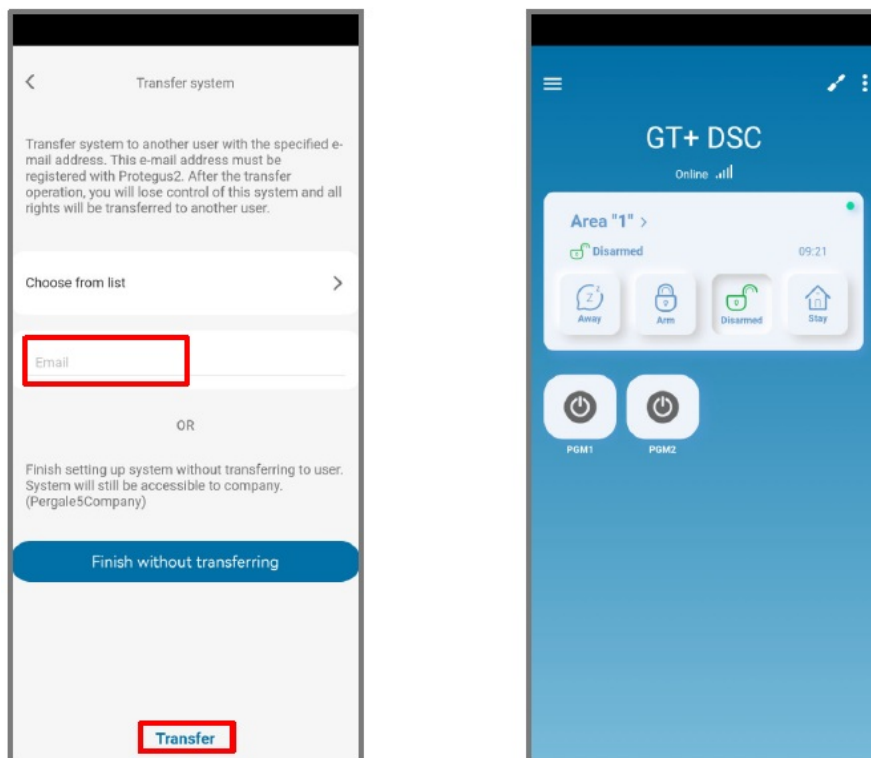 Transfer system
Transfer system to another user with the specified e-
mail address. This e-mail address must be
registered with Protegus2. After the transfer
operation, you will lose control of this system and all
rights will be transferred to another user.
Choose from list
Email
OR
Finish setting up system without transferring to user.
System will still be accessible to company.
(Pergale5Company)
Finish without transferring
Transfer
GT+ DSC
Online
Area "1" >
Disarmed 09:21
Away Arm Disarmed Stay
PGM1 PGM2